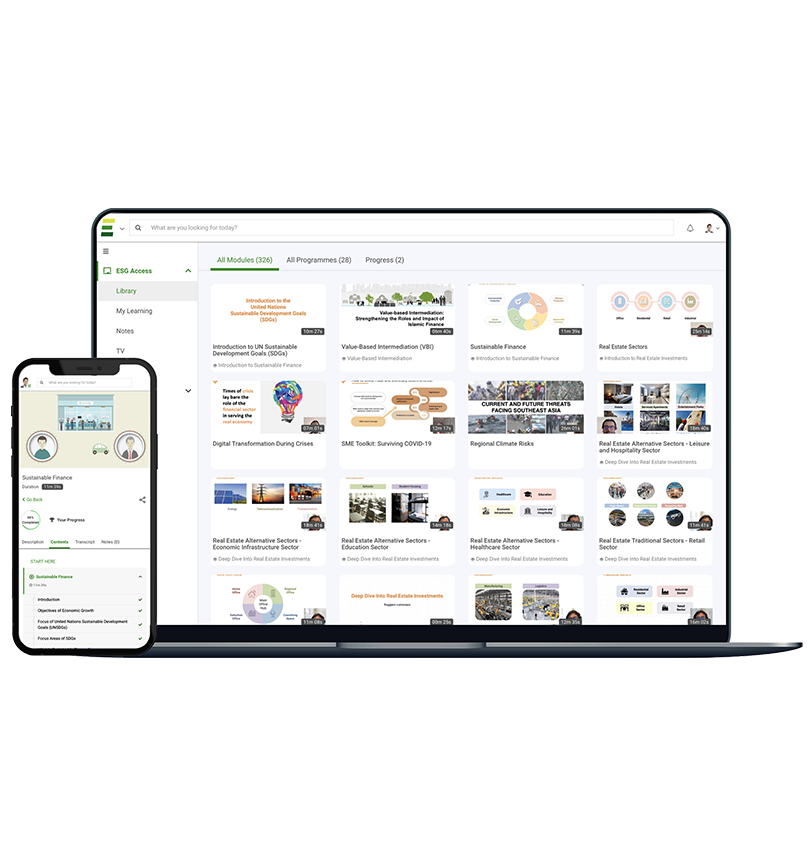 What are you looking for today?
ESG Access
Library
My Learning
Notes
TV
All Modules (326)
All Programmes (28)
Progress (2)
Introduction to the
United Nations
Sustainable Development Goals
(SDGs)
10m 27s
Introduction to UN Sustainable
Development Goals (SDGs)
Introduction to Sustainable Finance
Value-based Intermediation:
Strengthening the Roles and Impact of
Islamic Finance
06m 40s
Value-Based Intermediation (VBI)
Value-Based Intermediation
11m 39s
Sustainable Finance
Introduction to Sustainable Finance
Office
Residential
Retail
Industrial
25m 14s
Real Estate Sectors
Introduction to Real Estate Investments
Times of crisis
lay bare the
role of the
financial sector
in serving the
real economy
07m 01s
Digital Transformation During Crises
12m 17s
SME Toolkit: Surviving COVID-19
CURRENT AND FUTURE THREATS
FACING SOUTHEAST ASIA
26m 01s
Regional Climate Risks
Hotels
Serviced Apartments
Entertainment Parks
18m 40s
Real Estate Alternative Sectors - Leisure
and Hospitality Sector
Deep Dive Into Real Estate Investments
Energy
Telecommunication
18m 41s
Real Estate Alternative Sectors -
Economic Infrastructure Sector
Deep Dive Into Real Estate Investments
Schools
Student Housing
14m 18s
Real Estate Alternative Sectors -
Education Sector
Deep Dive Into Real Estate Investments
Healthcare
Education
Economic
Infrastructure
Leisure and
Hospitality
18m 08s
Real Estate Alternative Sectors -
Healthcare Sector
Deep Dive Into Real Estate Investments
11m 41s
Real Estate Traditional Sectors - Retail
Sector
Deep Dive Into Real Estate Investments
Main
Office
Hub
Regional
Office
11m 08s
Deep Dive Into Real Estate Investments
00m 29s
Manufacturing
Logistics
12m 35s
Residential
Sector
Industrial
Sector
Office
Sector
Retail
Sector
16m 02s
What are you looking for today?
Sustainable Finance
Duration
11m 39s
Go Back
Completed
Your Progress
Description
Contents
Transcript
Notes (0)
START HERE
Sustainable Finance
11m 39s
Introduction
Objectives of Economic Growth
Focus of United Nations Sustainable Development
Goals (UNSDGs)
Focus Areas of SDGs